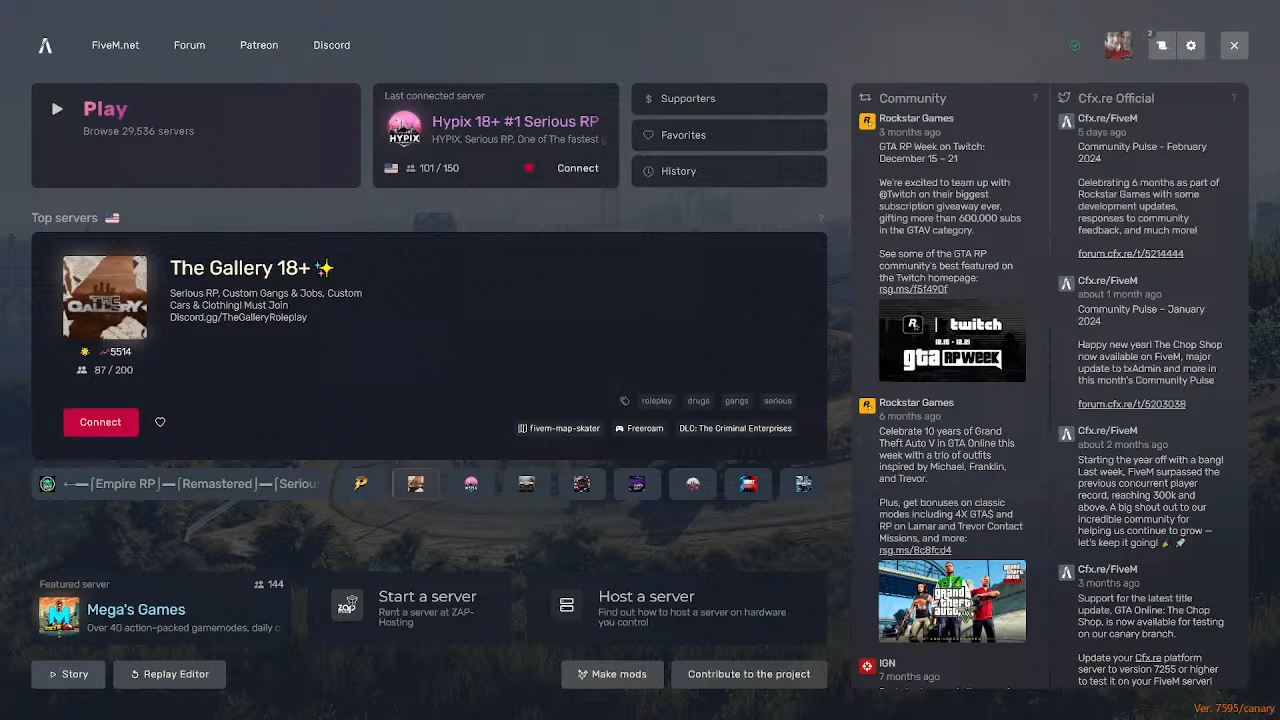 FiveM.net
Forum
Patreon
Discord
2
Play
Browse 29,536 servers
Last connected server
HYPIX
Hypix 18+ #1 Serious RP
HYPIX, Serious RP, One of The fastest
101 / 150
Connect
Supporters
Favorites
History
Top servers
?
THE
GALLERY
The Gallery 18+
Serious RP, Custom Gangs & Jobs, Custom
Cars & Clothing! Must Join
Discord.gg/TheGalleryRoleplay
5514
87 / 200
Connect
roleplay
drugs
gangs
serious
fivem-map-skater
Freeroam
DLC: The Criminal Enterprises
←—⌈Empire RP⌋—⌈Remastered⌋—⌈Serious
Featured server
144
Mega's Games
Over 40 action-packed gamemodes, daily c
ZAP
Start a server
Rent a server at ZAP-
Hosting
Host a server
Find out how to host a server on hardware
you control
Story
Replay Editor
Make mods
Contribute to the project
Community
?
Rockstar Games
3 months ago
GTA RP Week on Twitch:
December 15 – 21
We're excited to team up with
@Twitch on their biggest
subscription giveaway ever,
gifting more than 600,000 subs
in the GTAV category.
See some of the GTA RP
community's best featured on
the Twitch homepage:
rsg.ms/f5f490f
R* | twitch
12.15 - 12.21
gta RP WEEK
Rockstar Games
6 months ago
Celebrate 10 years of Grand
Theft Auto V in GTA Online this
week with a trio of outfits
inspired by Michael, Franklin,
and Trevor.
Plus, get bonuses on classic
modes including 4X GTA$ and
RP on Lamar and Trevor Contact
Missions, and more:
rsg.ms/8c8fcd4
grand
theft
auto
IGN
7 months ago
Cfx.re Official
?
Cfx.re/FiveM
5 days ago
Community Pulse - February
2024
Celebrating 6 months as part of
Rockstar Games with some
development updates,
responses to community
feedback, and much more!
forum.cfx.re/t/5214444
Cfx.re/FiveM
about 1 month ago
Community Pulse – January
2024
Happy new year! The Chop Shop
now available on FiveM, major
update to txAdmin and more in
this month's Community Pulse
forum.cfx.re/t/5203038
Cfx.re/FiveM
about 2 months ago
Starting the year off with a bang!
Last week, FiveM surpassed the
previous concurrent player
record, reaching 300k and
above. A big shout out to our
incredible community for
helping us continue to grow —
let's keep it going!
Cfx.re/FiveM
3 months ago
Support for the latest title
update, GTA Online: The Chop
Shop, is now available for testing
on our canary branch.
Update your Cfx.re platform
server to version 7255 or higher
to test it on your FiveM server!
Ver. 7595/canary